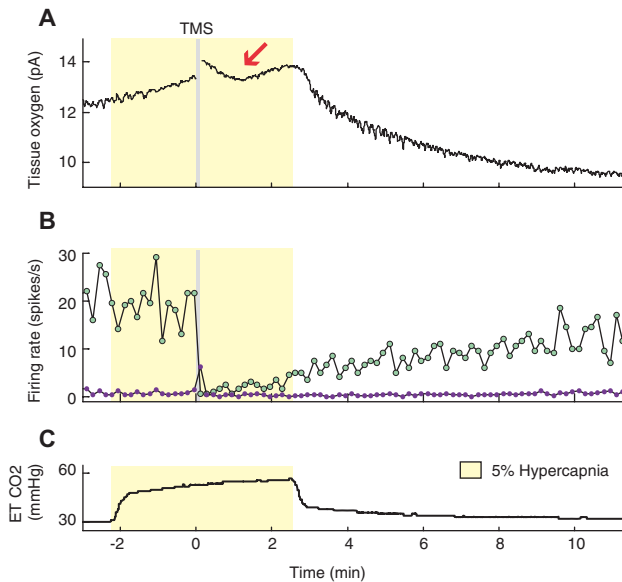 A
TMS
Tissue oxygen (pA)
14
12
10
B
Firing rate (spikes/s)
30
20
10
0
C
ET CO2
(mmHg)
60
30
5% Hypercapnia
-2 0 2 4 6 8 10
Time (min)